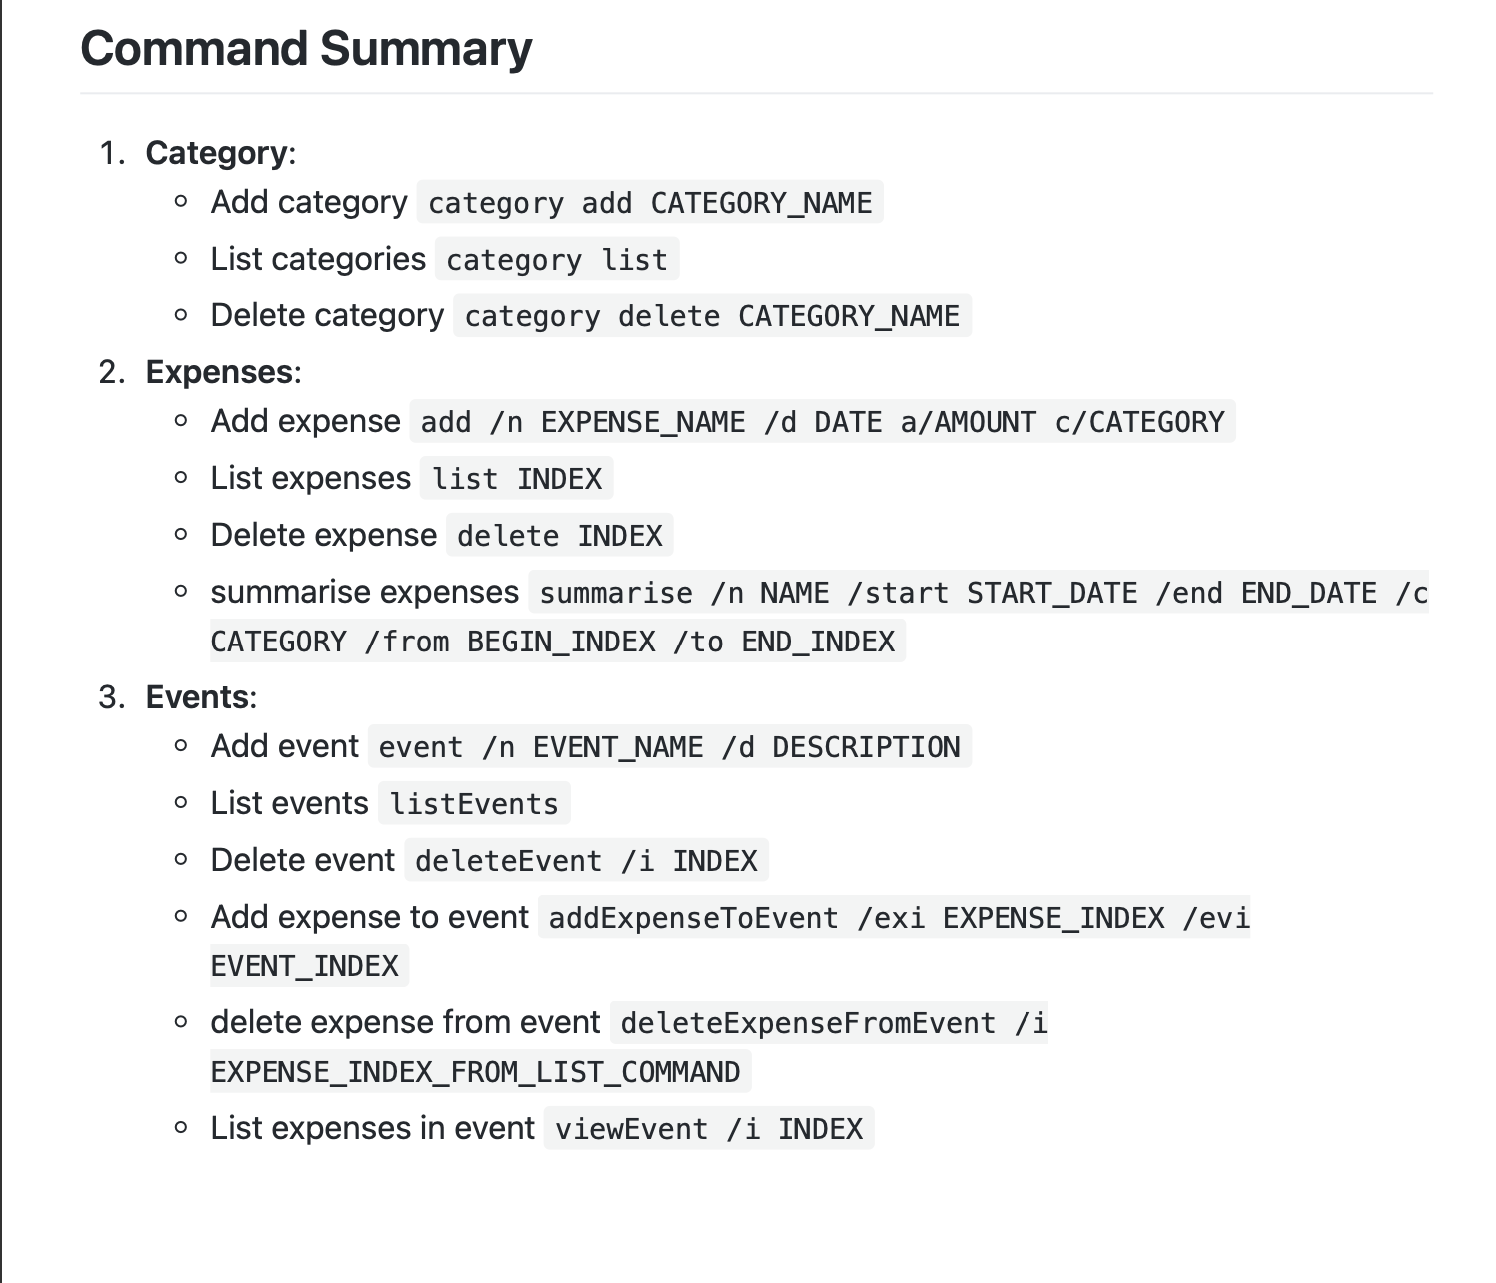 Command Summary
1. Category:
Add category category add CATEGORY_NAME
List categories category list
Delete category category delete CATEGORY_NAME
2. Expenses:
Add expense add /n EXPENSE_NAME /d DATE a/AMOUNT c/CATEGORY
List expenses list INDEX
Delete expense delete INDEX
summarise expenses summarise /n NAME /start START_DATE /end END_DATE /c
CATEGORY /from BEGIN_INDEX /to END_INDEX
3. Events:
Add event event /n EVENT_NAME /d DESCRIPTION
List events listEvents
Delete event deleteEvent /i INDEX
Add expense to event addExpenseToEvent /exi EXPENSE_INDEX /evi
EVENT_INDEX
delete expense from event deleteExpenseFromEvent /i
EXPENSE_INDEX_FROM_LIST_COMMAND
List expenses in event viewEvent /i INDEX